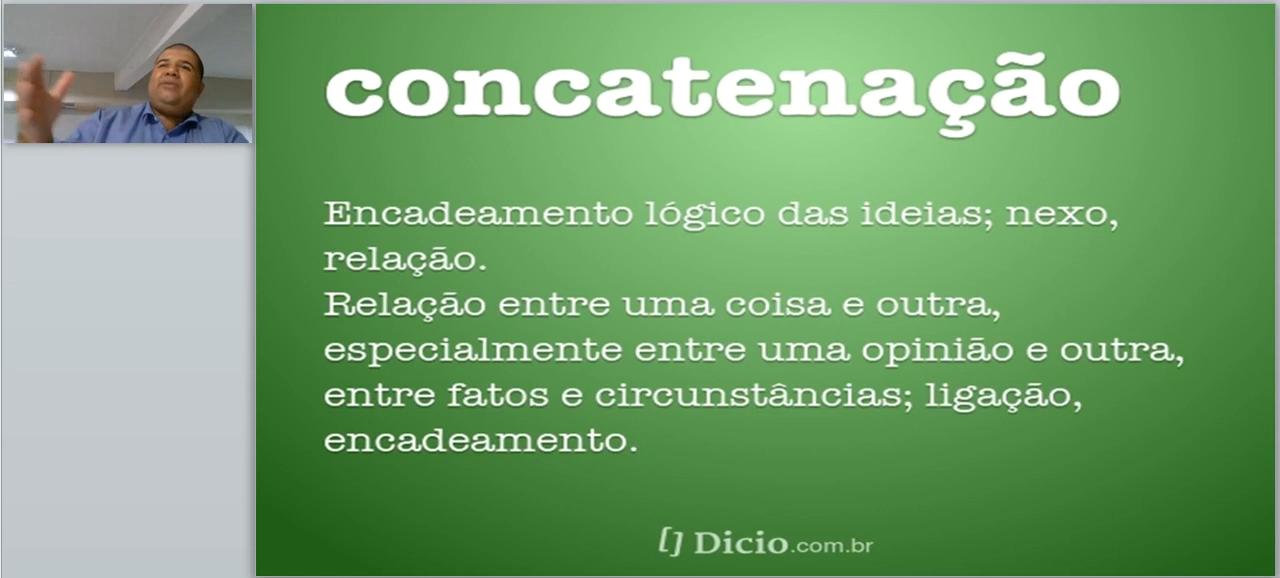 concatenação
Encadeamento lógico das ideias; nexo,
relação.
Relação entre uma coisa e outra,
especialmente entre uma opinião e outra,
entre fatos e circunstâncias; ligação,
encadeamento.
[] Dicio.com.br